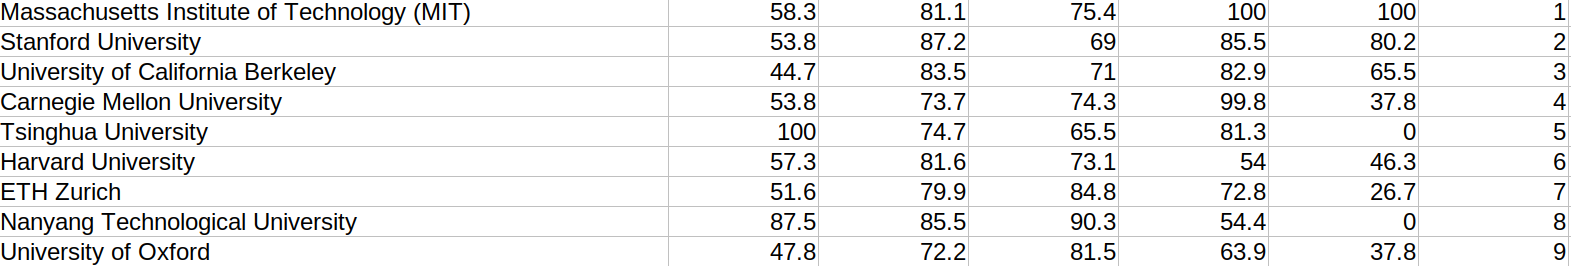 Massachusetts Institute of Technology (MIT) 58.3 81.1 75.4 100 100 1
Stanford University 53.8 87.2 69 85.5 80.2 2
University of California Berkeley 44.7 83.5 71 82.9 65.5 3
Carnegie Mellon University 53.8 73.7 74.3 99.8 37.8 4
Tsinghua University 100 74.7 65.5 81.3 0 5
Harvard University 57.3 81.6 73.1 54 46.3 6
ETH Zurich 51.6 79.9 84.8 72.8 26.7 7
Nanyang Technological University 87.5 85.5 90.3 54.4 0 8
University of Oxford 47.8 72.2 81.5 63.9 37.8 9